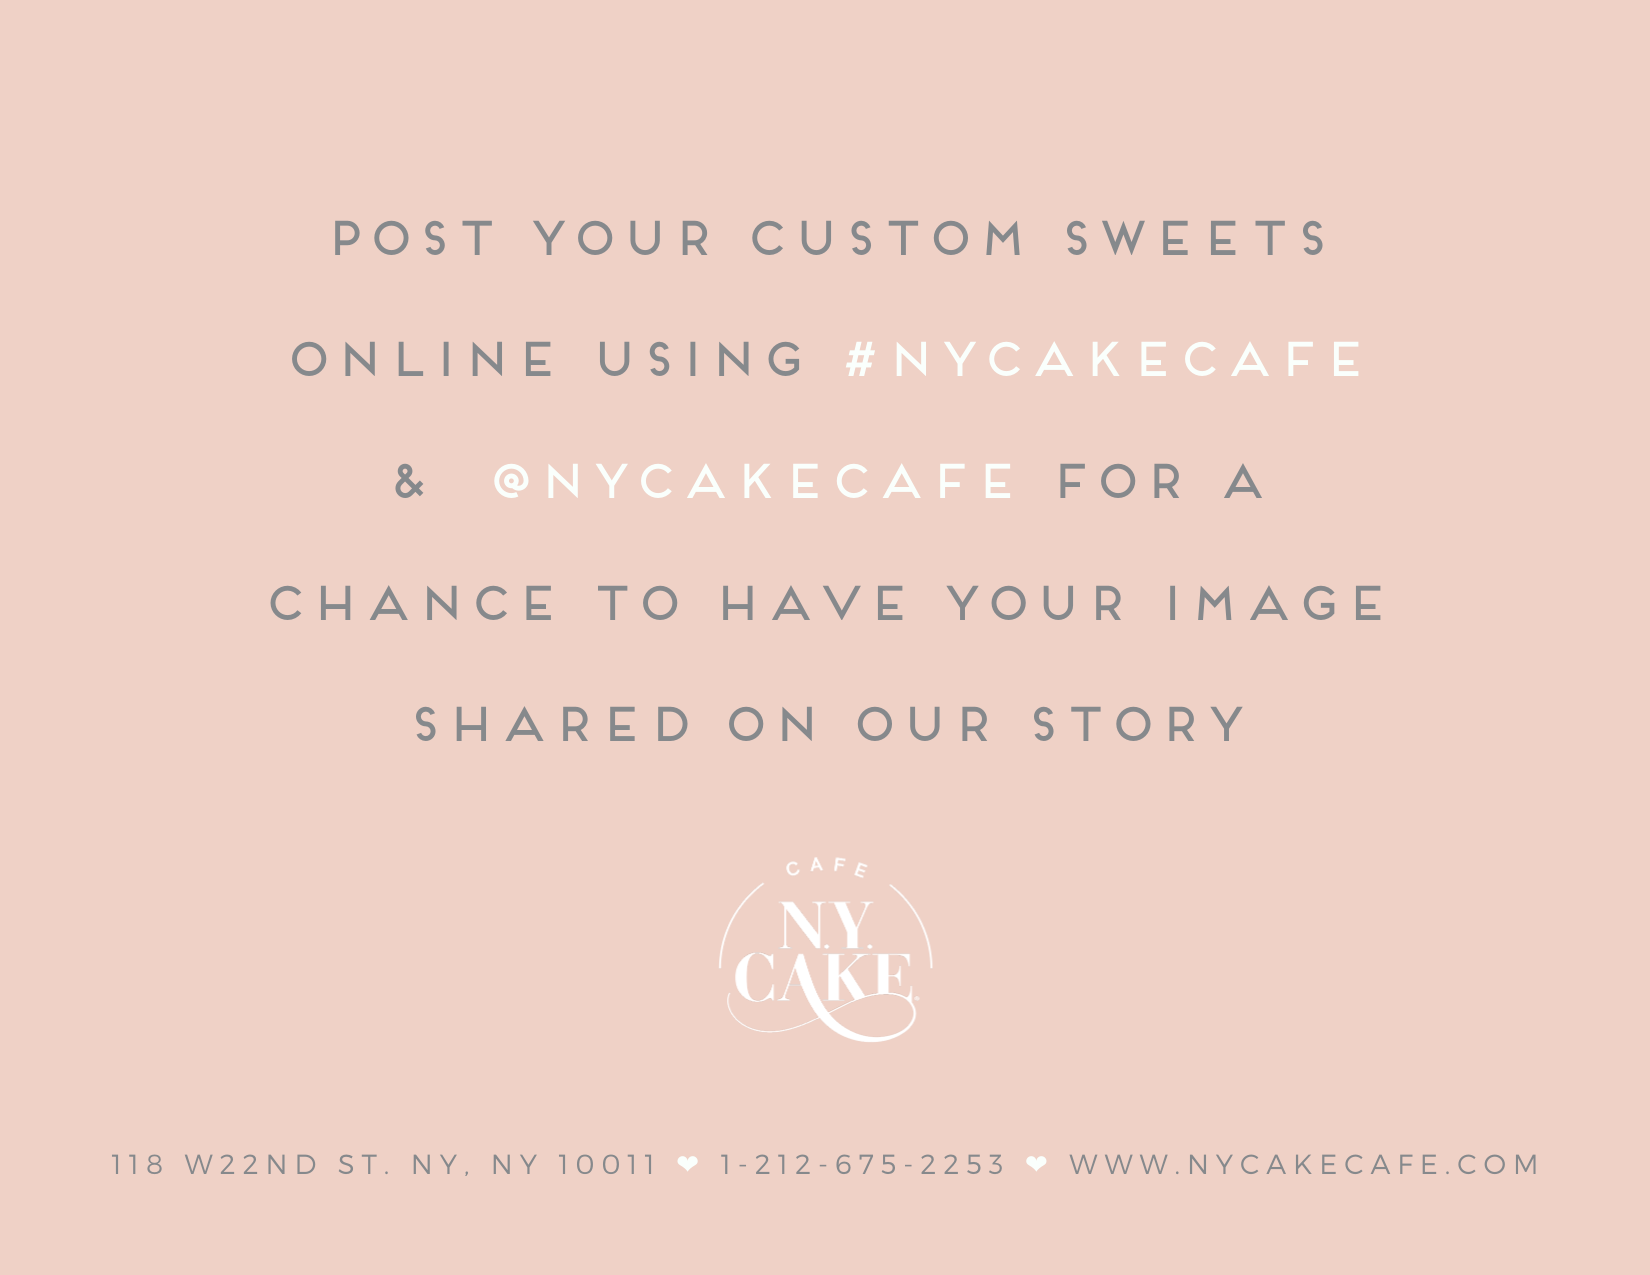 POST YOUR CUSTOM SWEETS
ONLINE USING #NYCAKECAFE
& @NYCAKECAFE FOR A
CHANCE TO HAVE YOUR IMAGE
SHARED ON OUR STORY
CAFE
N.Y.
CAKE®
118 W22ND ST. NY, NY 10011 ❤ 1-212-675-2253 ❤ WWW.NYCAKECAFE.COM